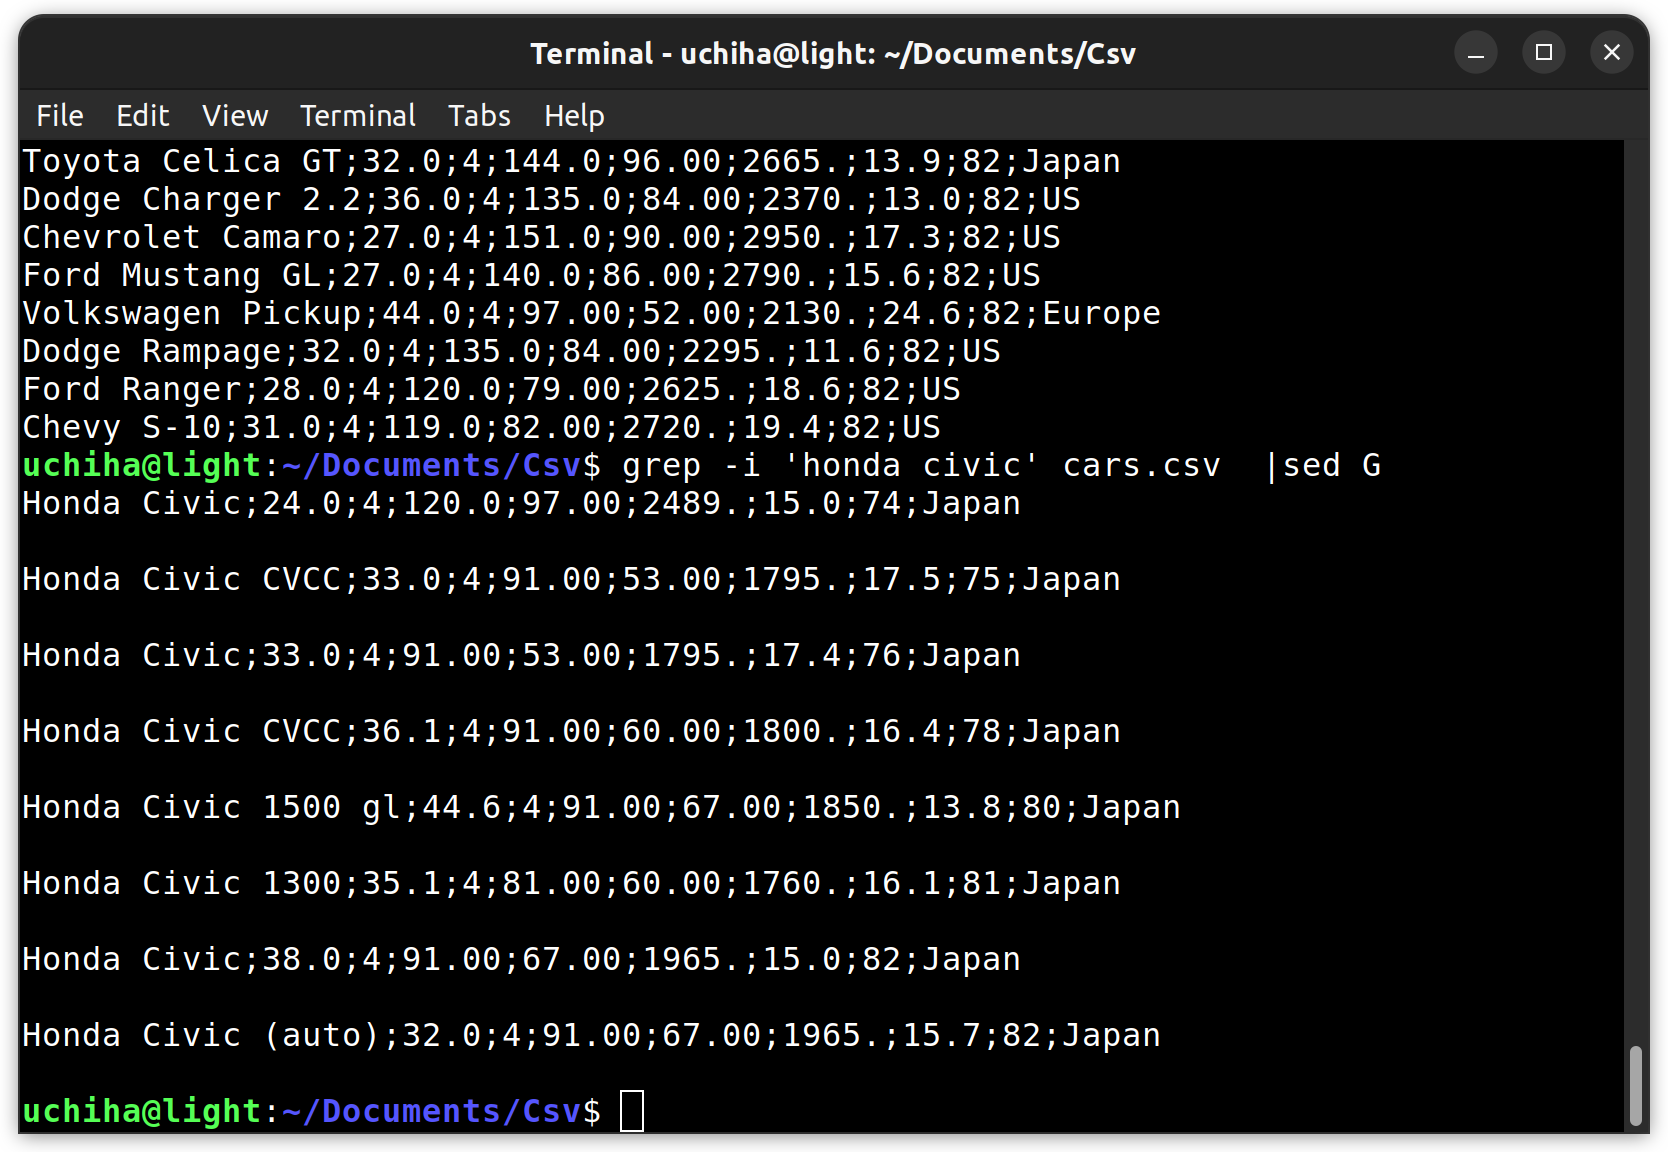 Terminal - uchiha@light: ~/Documents/Csv
File Edit View Terminal Tabs Help
Toyota Celica GT;32.0;4;144.0;96.00;2665.;13.9;82;Japan
Dodge Charger 2.2;36.0;4;135.0;84.00;2370.;13.0;82;US
Chevrolet Camaro;27.0;4;151.0;90.00;2950.;17.3;82;US
Ford Mustang GL;27.0;4;140.0;86.00;2790.;15.6;82;US
Volkswagen Pickup;44.0;4;97.00;52.00;2130.;24.6;82;Europe
Dodge Rampage;32.0;4;135.0;84.00;2295.;11.6;82;US
Ford Ranger;28.0;4;120.0;79.00;2625.;18.6;82;US
Chevy S-10;31.0;4;119.0;82.00;2720.;19.4;82;US
uchiha@light:~/Documents/Csv$ grep -i 'honda civic' cars.csv  |sed G
Honda Civic;24.0;4;120.0;97.00;2489.;15.0;74;Japan
Honda Civic CVCC;33.0;4;91.00;53.00;1795.;17.5;75;Japan
Honda Civic;33.0;4;91.00;53.00;1795.;17.4;76;Japan
Honda Civic CVCC;36.1;4;91.00;60.00;1800.;16.4;78;Japan
Honda Civic 1500 gl;44.6;4;91.00;67.00;1850.;13.8;80;Japan
Honda Civic 1300;35.1;4;81.00;60.00;1760.;16.1;81;Japan
Honda Civic;38.0;4;91.00;67.00;1965.;15.0;82;Japan
Honda Civic (auto);32.0;4;91.00;67.00;1965.;15.7;82;Japan
uchiha@light:~/Documents/Csv$